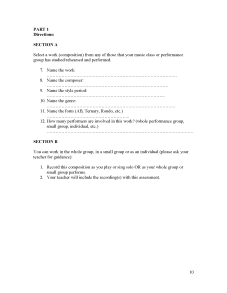 PART 1
Directions
SECTION A
Select a work (composition) from any of those that your music class or performance
group has studied/rehearsed and performed.
7. Name the work:
……………………………………………………………………
8. Name the composer:
……………………………………………………………………
9. Name the style period:
……………………………………………………………………
10. Name the genre:
……………………………………………………………………
11. Name the form (AB, Ternary, Rondo, etc.)
12. How many performers are involved in this work? (whole performance group,
small group, individual, etc.)
……………………………………………………………………
SECTION B
You can work in the whole group, in a small group or as an individual (please ask your
teacher for guidance)
1. Record this composition as you play or sing solo OR as your whole group or
small group performs.
2. Your teacher will include the recording(s) with this assessment.
10